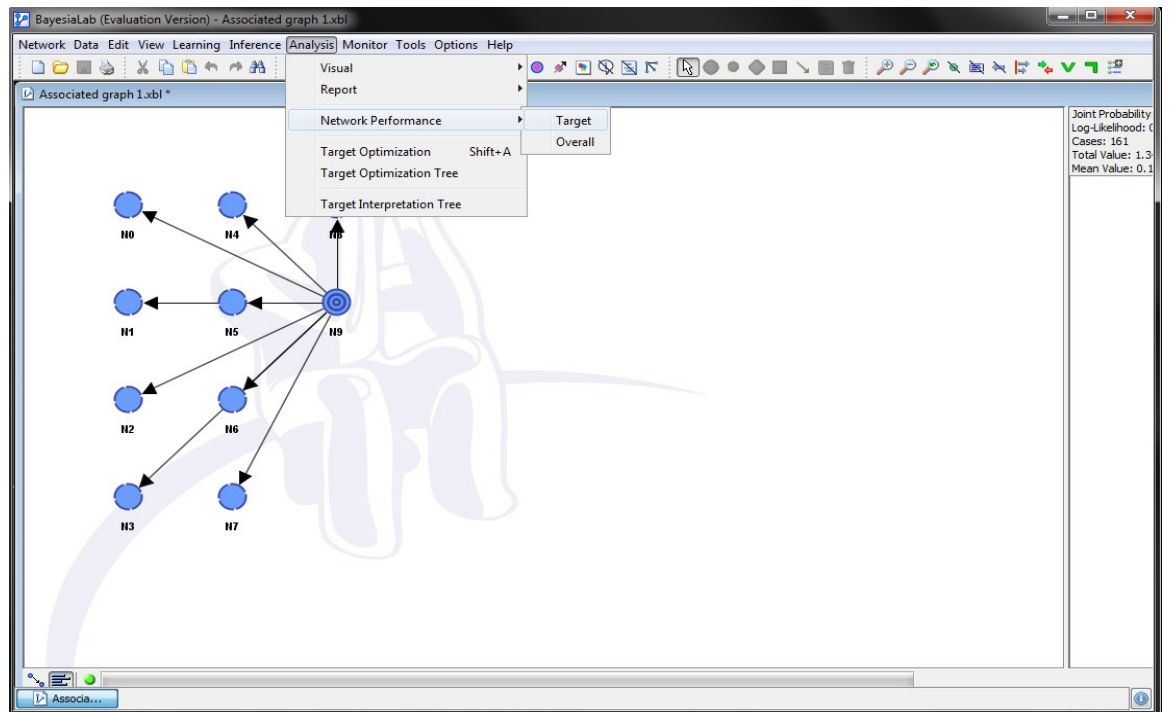 BayesiaLab (Evaluation Version) - Associated graph 1.xbl
Network Data Edit View Learning Inference Analysis Monitor Tools Options Help
Associated graph 1.xbl *
Visual
Report
Network Performance
Target
Overall
Target Optimization Shift+A
Target Optimization Tree
Target Interpretation Tree
Joint Probability
Log-Likelihood:
Cases: 161
Total Value: 1.3
Mean Value: 0.1
N0
N4
N1
N5
N9
N2
N6
N3
N7
Associa...